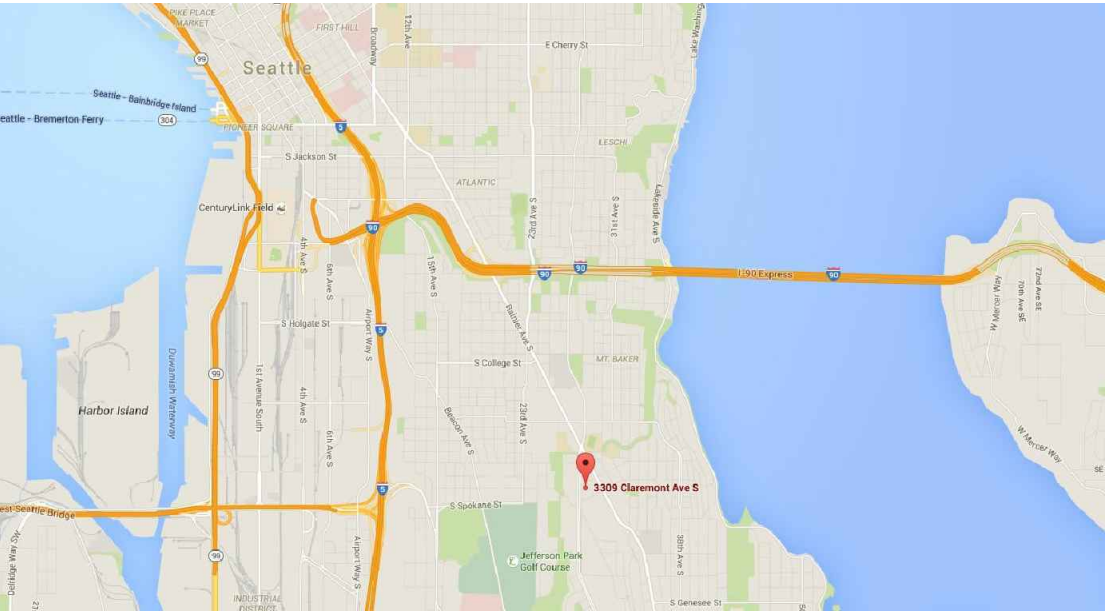 PIKE PLACE
MARKET
FIRST HILL
Broadway
12th Ave
E Cherry St
Lake Washing
99
Seattle
Seattle - Bainbridge Island
eattle - Bremerton Ferry
304
PIONEER SQUARE
5
S Jackson St
LESCHI
ATLANTIC
CenturyLink Field
23rd Ave S
31st Ave S
Lakeside Ave S
90
4th Ave S
6th Ave S
15th Ave S
90
90
I-90 Express
90
W Mercer Way
70th Ave SE
72nd Ave SE
S Holgate St
Airport Way S
5
Rainier Ave S
Duwamish Waterway
99
1st Avenue South
S College St
MT. BAKER
Harbor Island
4th Ave S
6th Ave S
Beacon Ave S
23rd Ave S
W Mercer Way
SE
3309 Claremont Ave S
5
S Spokane St
est Seattle Bridge
Delridge Way SW
99
Airport Way S
Jefferson Park
Golf Course
38th Ave S
INDUSTRIAL
DISTRICT
S Genesee St